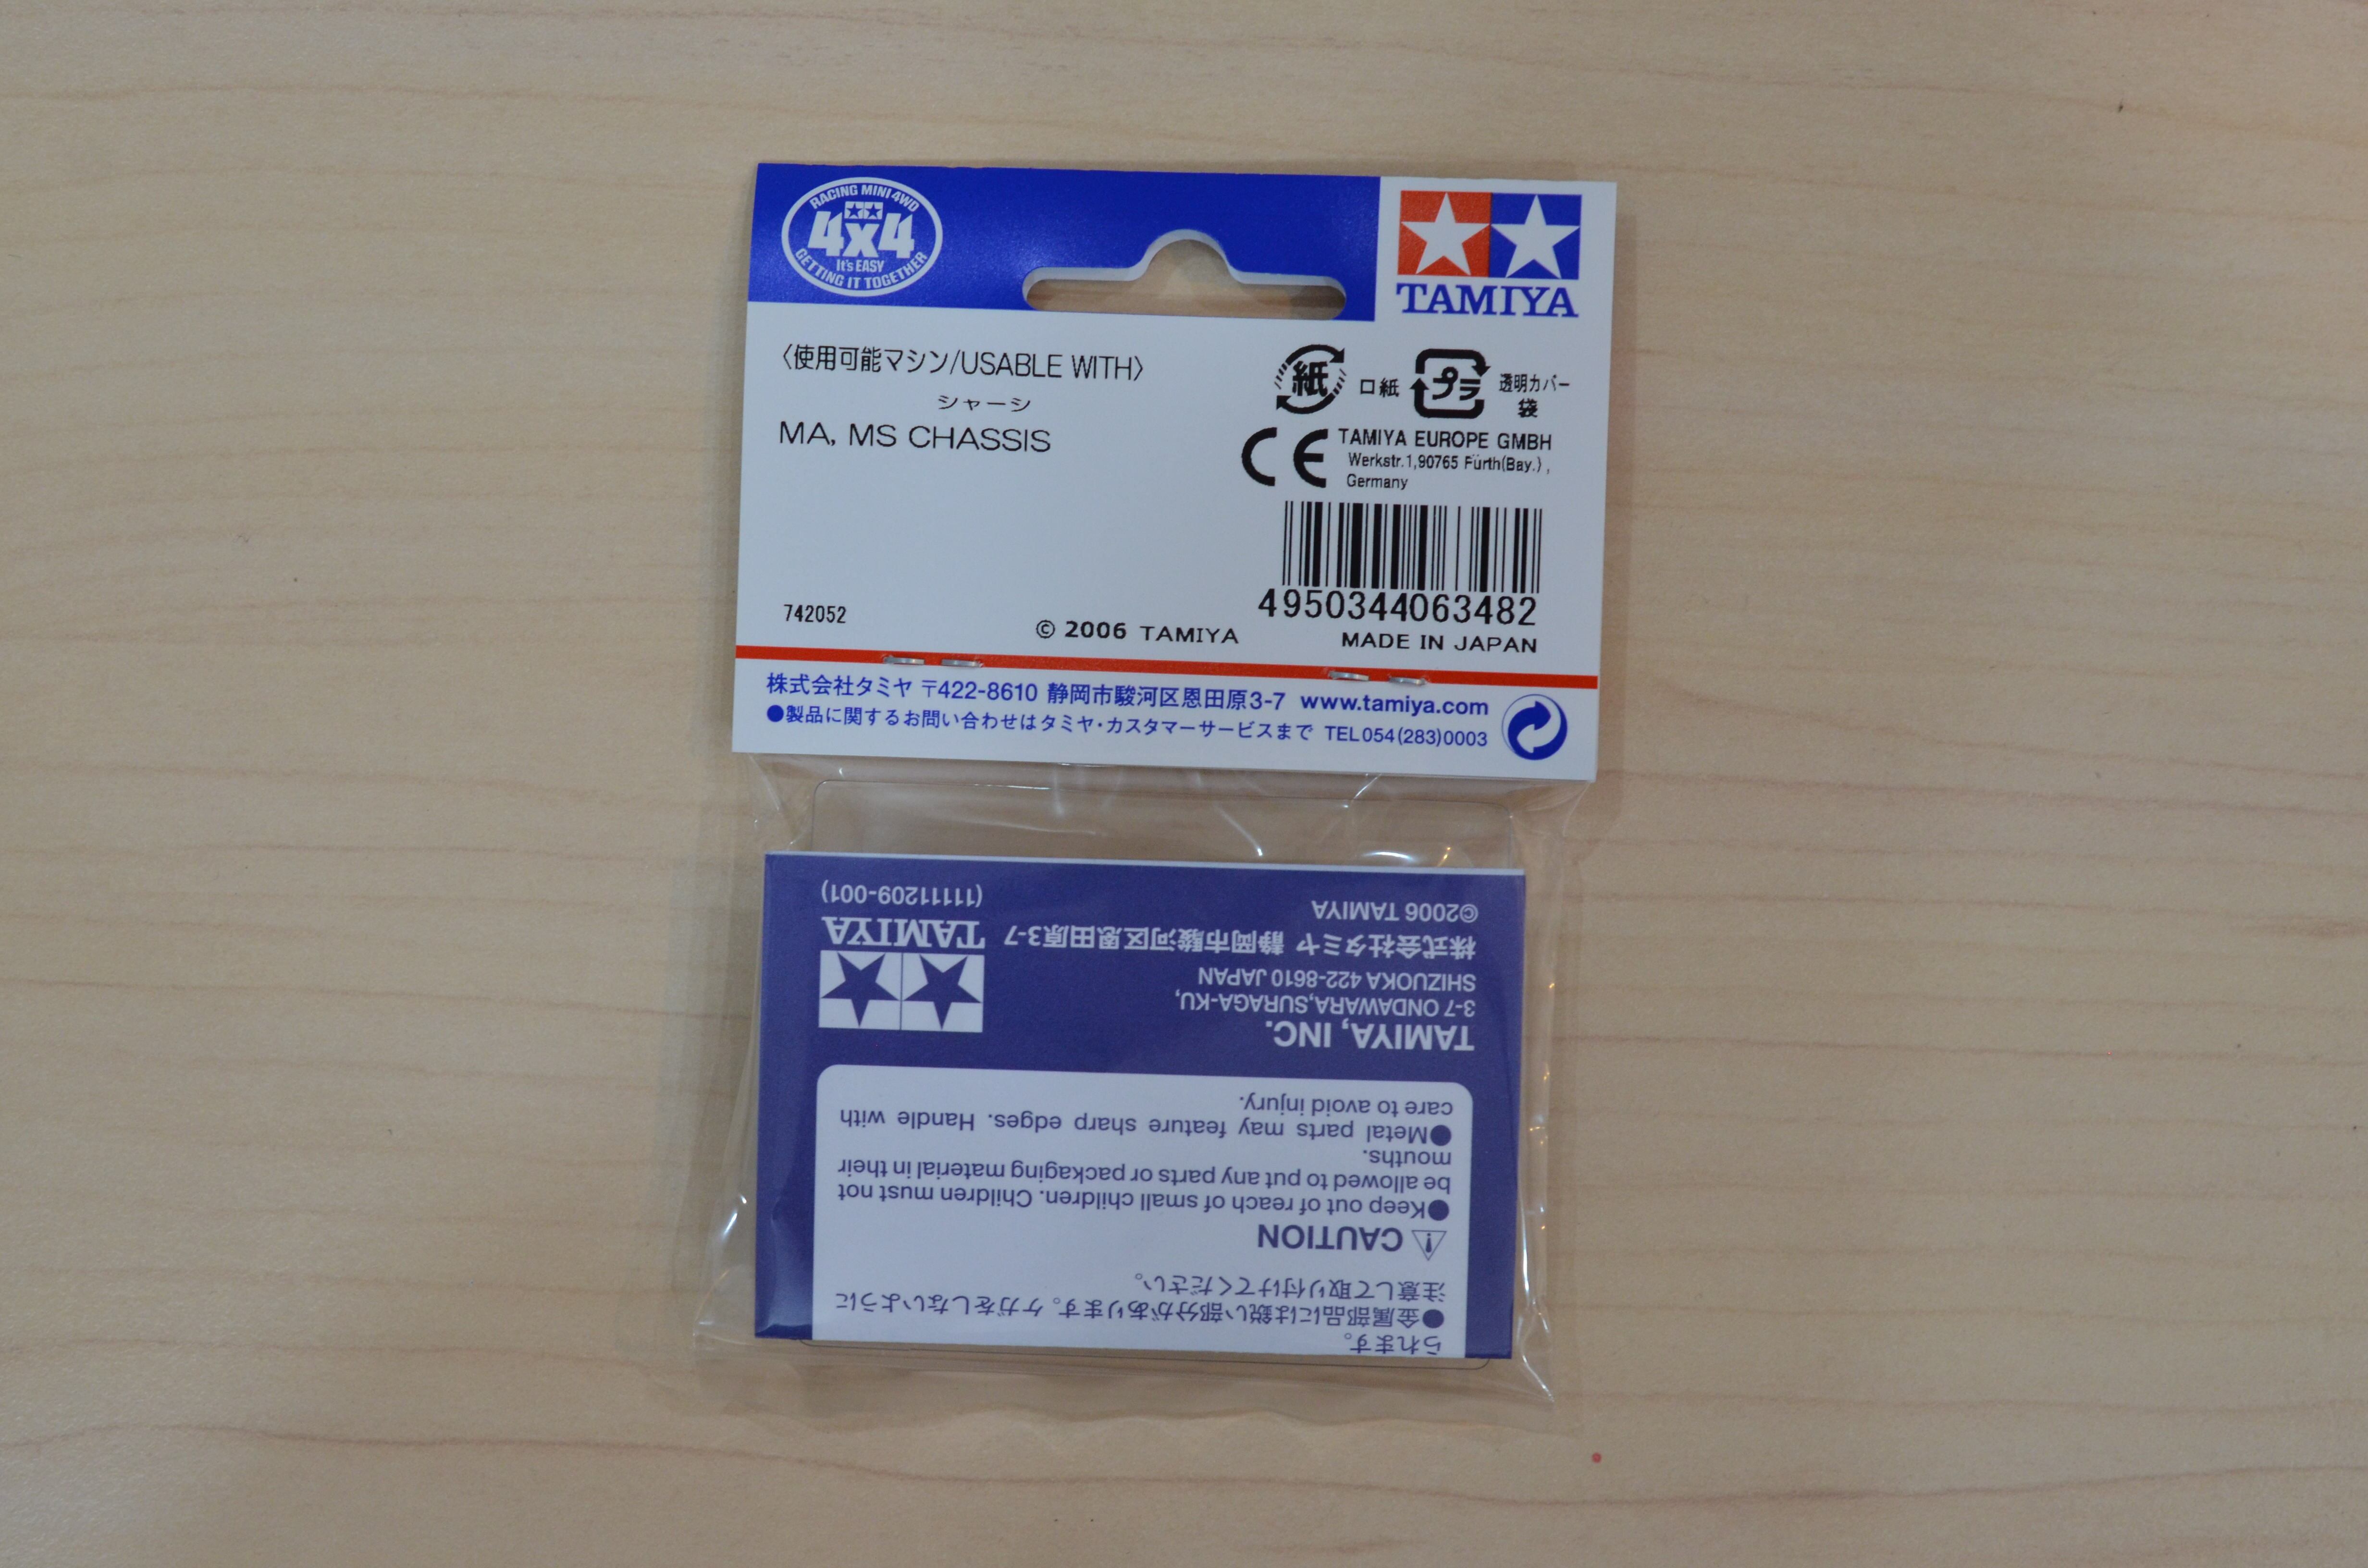 RACING MINI 4WD
4x4
It's EASY
GETTING IT TOGETHER
TAMIYA
〈使用可能マシン/USABLE WITH〉
シャーシ
MA, MS CHASSIS
紙 口紙 プラ 透明カバー
袋
CE TAMIYA EUROPE GMBH
Werkstr.1,90765 Fürth(Bay.),
Germany
4950344063482
742052
© 2006 TAMIYA
MADE IN JAPAN
株式会社タミヤ 〒422-8610 静岡市駿河区恩田原3-7 www.tamiya.com
●製品に関するお問い合わせはタミヤ・カスタマーサービスまで TEL054(283)0003
られます。
●金属部品には鋭い部分があります。ケガをしないように
注意して取り付けてください。
CAUTION
●Keep out of reach of small children. Children must not
be allowed to put any parts or packaging material in their
mouths.
●Metal parts may feature sharp edges. Handle with
care to avoid injury.
TAMIYA, INC.
3-7 ONDAWARA,SURAGA-KU,
SHIZUOKA 422-8610 JAPAN
株式会社タミヤ 静岡市駿河区恩田原3-7
©2006 TAMIYA
TAMIYA
(11111209-001)